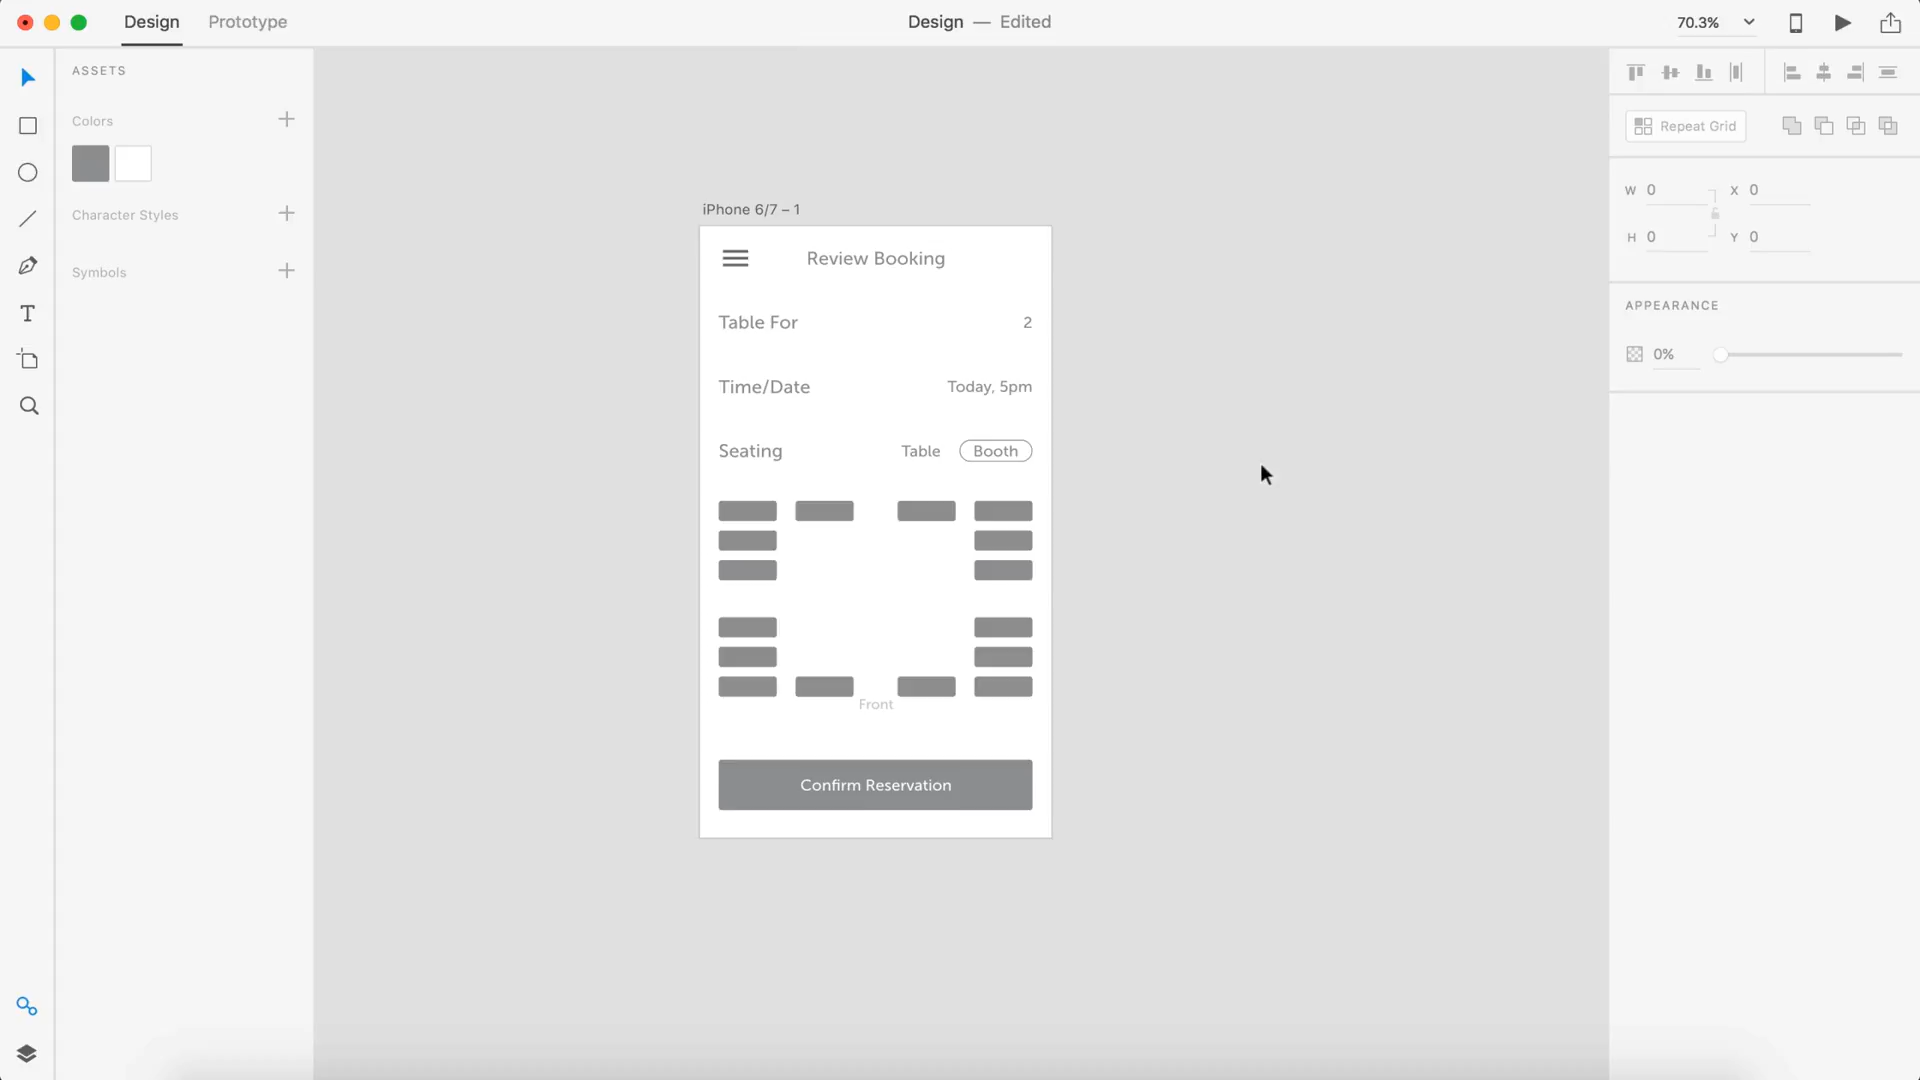 Design Prototype Design — Edited 70.3%
ASSETS
Colors
Character Styles
Symbols
iPhone 6/7 – 1
Review Booking
Table For 2
Time/Date Today, 5pm
Seating Table Booth
Front
Confirm Reservation
Repeat Grid
W 0 X 0
H 0 Y 0
APPEARANCE
0%